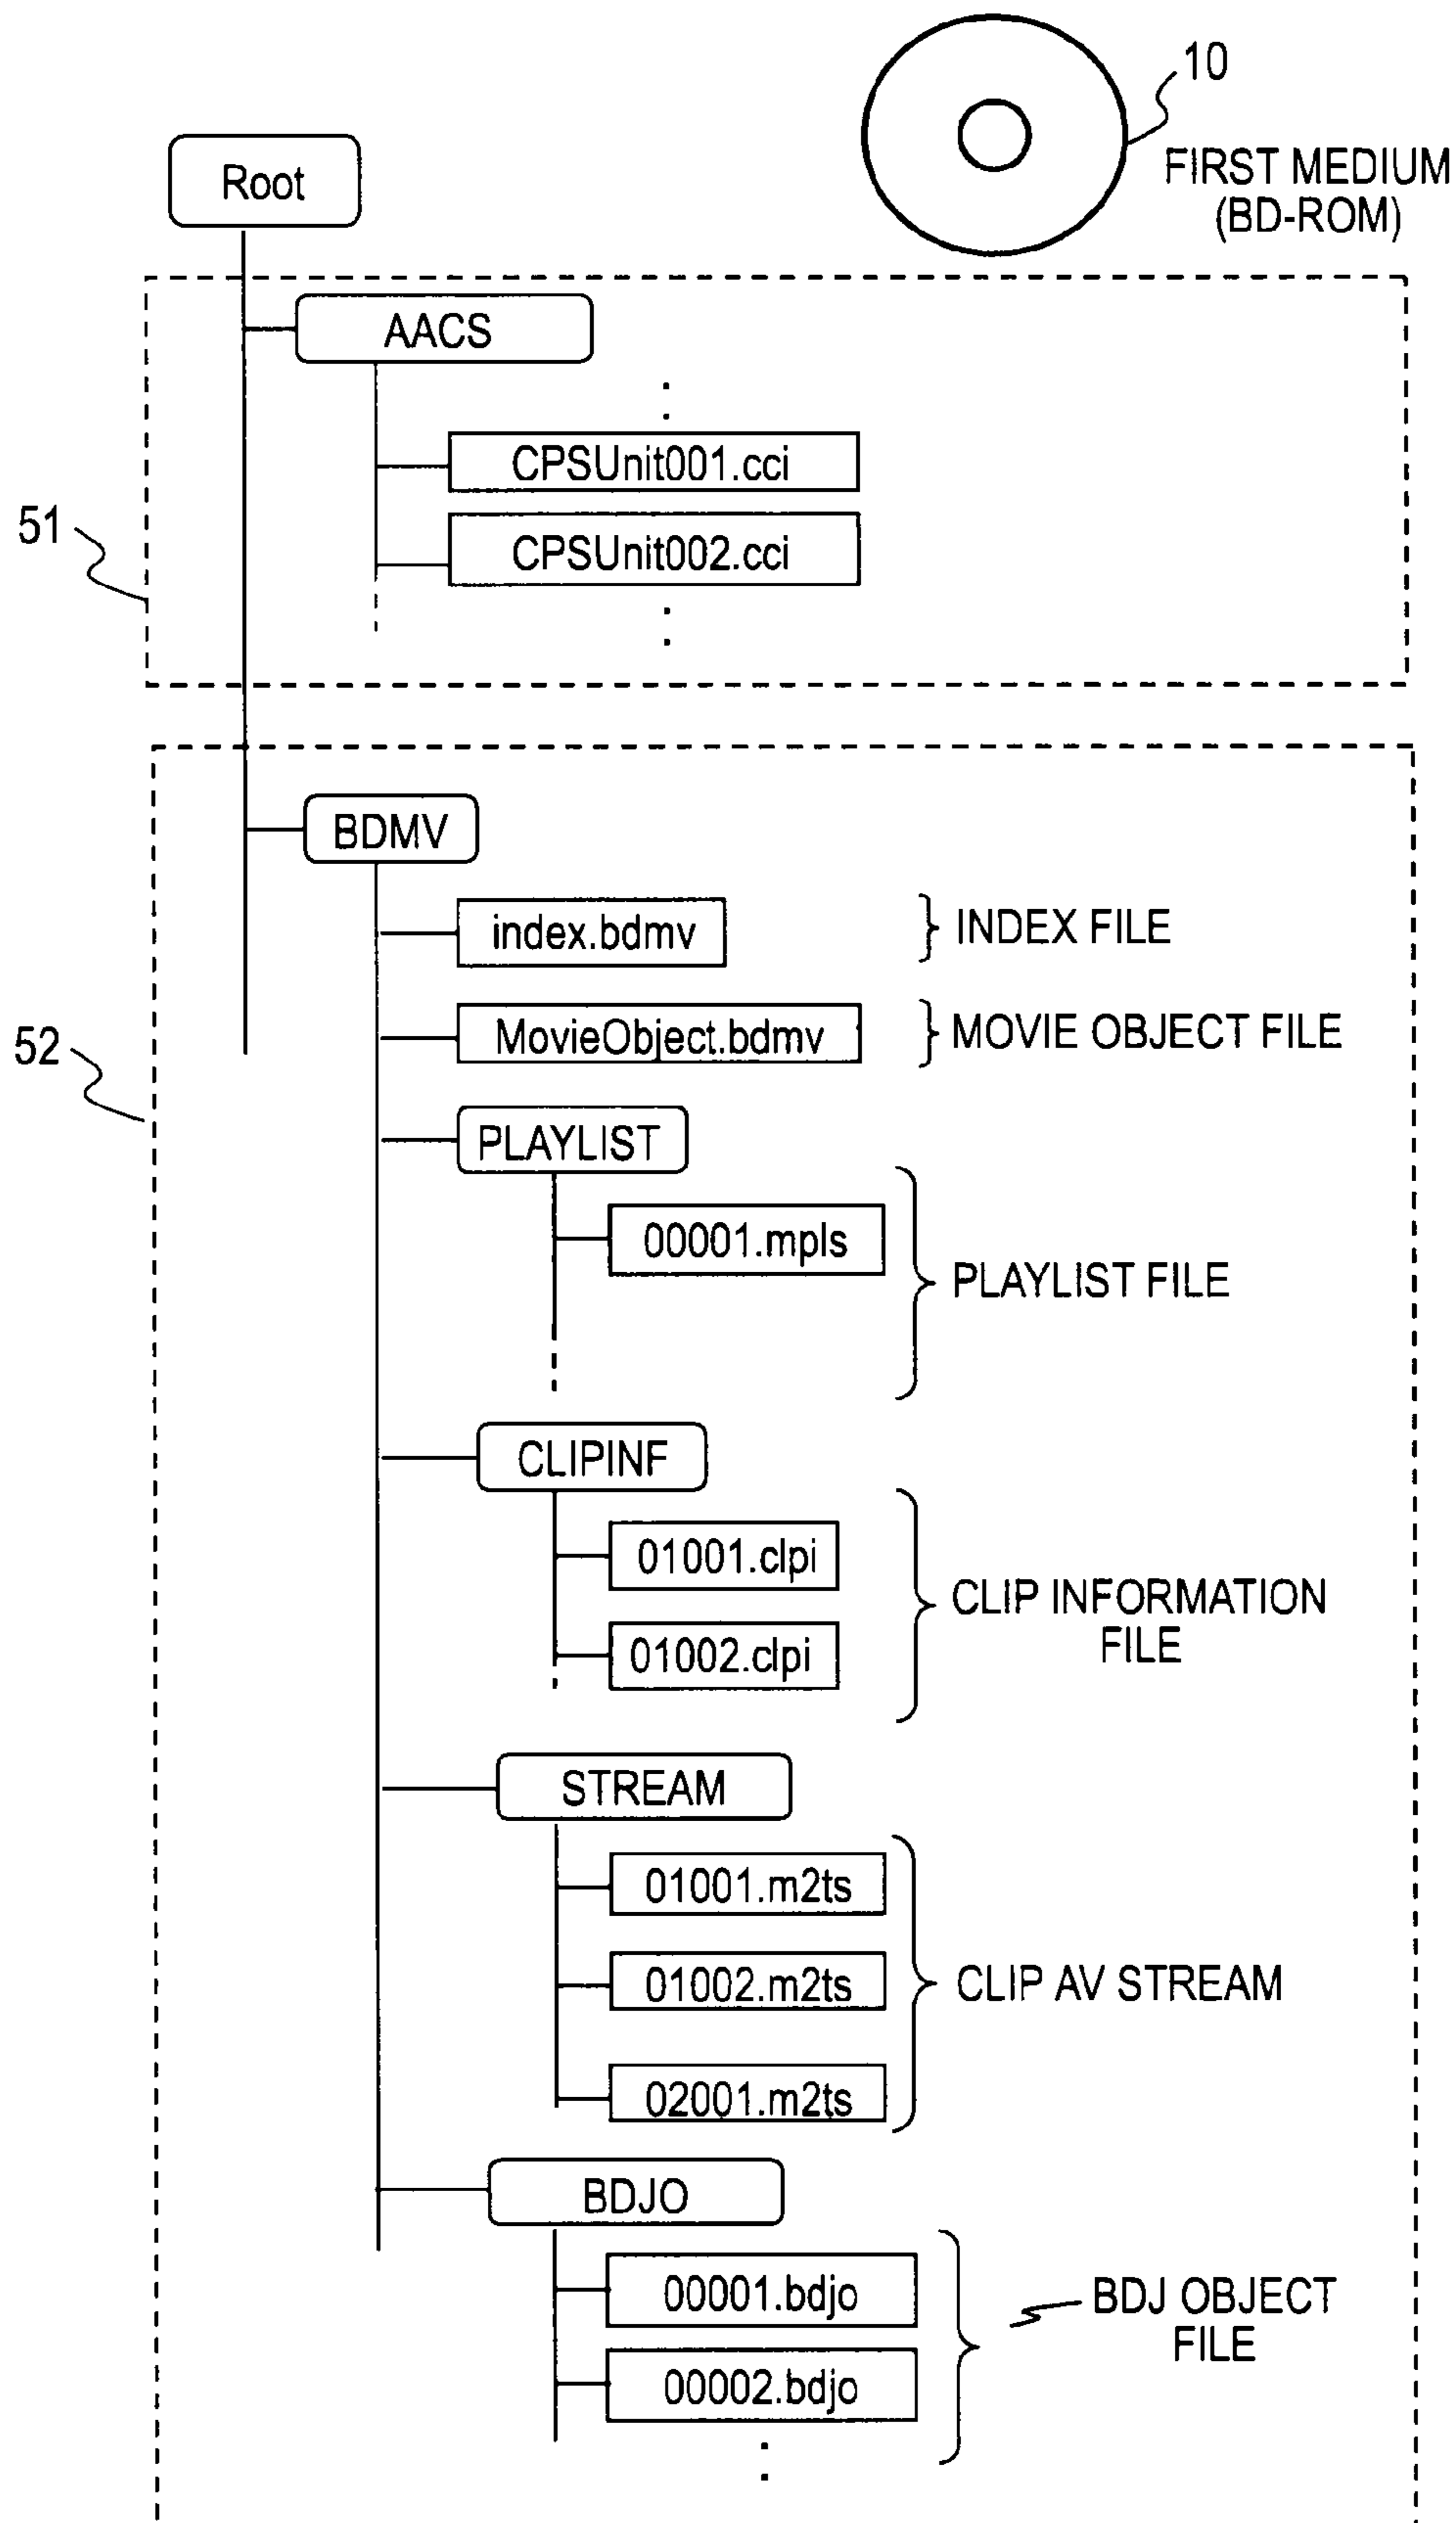 10
FIRST MEDIUM
(BD-ROM)
Root
AACS
CPSUnit001.cci
51
CPSUnit002.cci
BDMV
index.bdmv
INDEX FILE
52
MovieObject.bdmv
MOVIE OBJECT FILE
PLAYLIST
00001.mpls
PLAYLIST FILE
CLIPINF
01001.clpi
CLIP INFORMATION
FILE
01002.clpi
STREAM
01001.m2ts
01002.m2ts
CLIP AV STREAM
02001.m2ts
BDJO
00001.bdjo
BDJ OBJECT
FILE
00002.bdjo